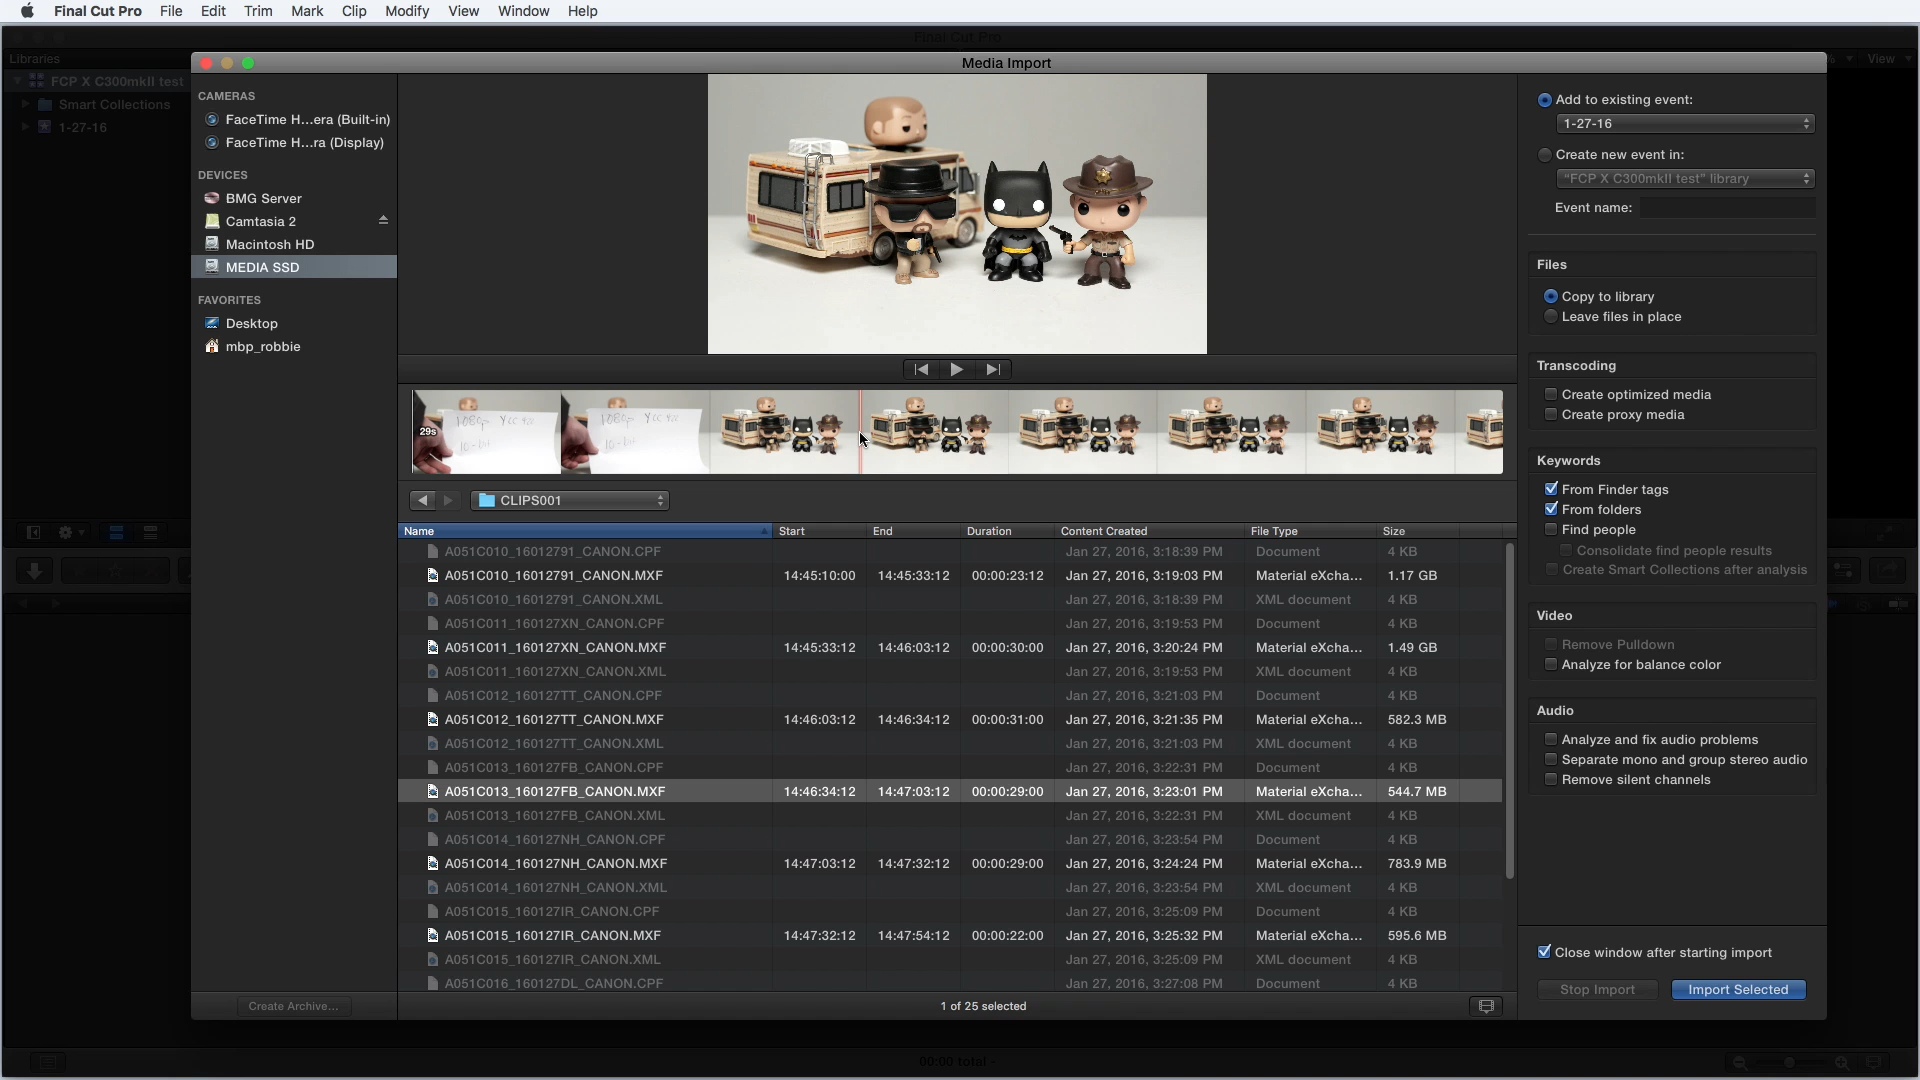 Final Cut Pro File Edit Trim Mark Clip Modify View Window Help
Final Cut Pro
Libraries
View
Media Import
FCP X C300mkII test
Smart Collections
1-27-16
CAMERAS
FaceTime H...era (Built-in)
FaceTime H...ra (Display)
DEVICES
BMG Server
Camtasia 2
Macintosh HD
MEDIA SSD
FAVORITES
Desktop
mbp_robbie
29s
1080p YCC 420
10-bit
1080p YCC 420
10-bit
CLIPS001
Name Start End Duration Content Created File Type Size
A051C010_16012791_CANON.CPF Jan 27, 2016, 3:18:39 PM Document 4 KB
A051C010_16012791_CANON.MXF 14:45:10:00 14:45:33:12 00:00:23:12 Jan 27, 2016, 3:19:03 PM Material eXcha... 1.17 GB
A051C010_16012791_CANON.XML Jan 27, 2016, 3:18:39 PM XML document 4 KB
A051C011_160127XN_CANON.CPF Jan 27, 2016, 3:19:53 PM Document 4 KB
A051C011_160127XN_CANON.MXF 14:45:33:12 14:46:03:12 00:00:30:00 Jan 27, 2016, 3:20:24 PM Material eXcha... 1.49 GB
A051C011_160127XN_CANON.XML Jan 27, 2016, 3:19:53 PM XML document 4 KB
A051C012_160127TT_CANON.CPF Jan 27, 2016, 3:21:03 PM Document 4 KB
A051C012_160127TT_CANON.MXF 14:46:03:12 14:46:34:12 00:00:31:00 Jan 27, 2016, 3:21:35 PM Material eXcha... 582.3 MB
A051C012_160127TT_CANON.XML Jan 27, 2016, 3:21:03 PM XML document 4 KB
A051C013_160127FB_CANON.CPF Jan 27, 2016, 3:22:31 PM Document 4 KB
A051C013_160127FB_CANON.MXF 14:46:34:12 14:47:03:12 00:00:29:00 Jan 27, 2016, 3:23:01 PM Material eXcha... 544.7 MB
A051C013_160127FB_CANON.XML Jan 27, 2016, 3:22:31 PM XML document 4 KB
A051C014_160127NH_CANON.CPF Jan 27, 2016, 3:23:54 PM Document 4 KB
A051C014_160127NH_CANON.MXF 14:47:03:12 14:47:32:12 00:00:29:00 Jan 27, 2016, 3:24:24 PM Material eXcha... 783.9 MB
A051C014_160127NH_CANON.XML Jan 27, 2016, 3:23:54 PM XML document 4 KB
A051C015_160127IR_CANON.CPF Jan 27, 2016, 3:25:09 PM Document 4 KB
A051C015_160127IR_CANON.MXF 14:47:32:12 14:47:54:12 00:00:22:00 Jan 27, 2016, 3:25:32 PM Material eXcha... 595.6 MB
A051C015_160127IR_CANON.XML Jan 27, 2016, 3:25:09 PM XML document 4 KB
A051C016_160127DL_CANON.CPF Jan 27, 2016, 3:27:08 PM Document 4 KB
Create Archive...
1 of 25 selected
Add to existing event:
1-27-16
Create new event in:
"FCP X C300mkII test" library
Event name:
Files
Copy to library
Leave files in place
Transcoding
Create optimized media
Create proxy media
Keywords
From Finder tags
From folders
Find people
Consolidate find people results
Create Smart Collections after analysis
Video
Remove Pulldown
Analyze for balance color
Audio
Analyze and fix audio problems
Separate mono and group stereo audio
Remove silent channels
Close window after starting import
Stop Import Import Selected
00:00 total -